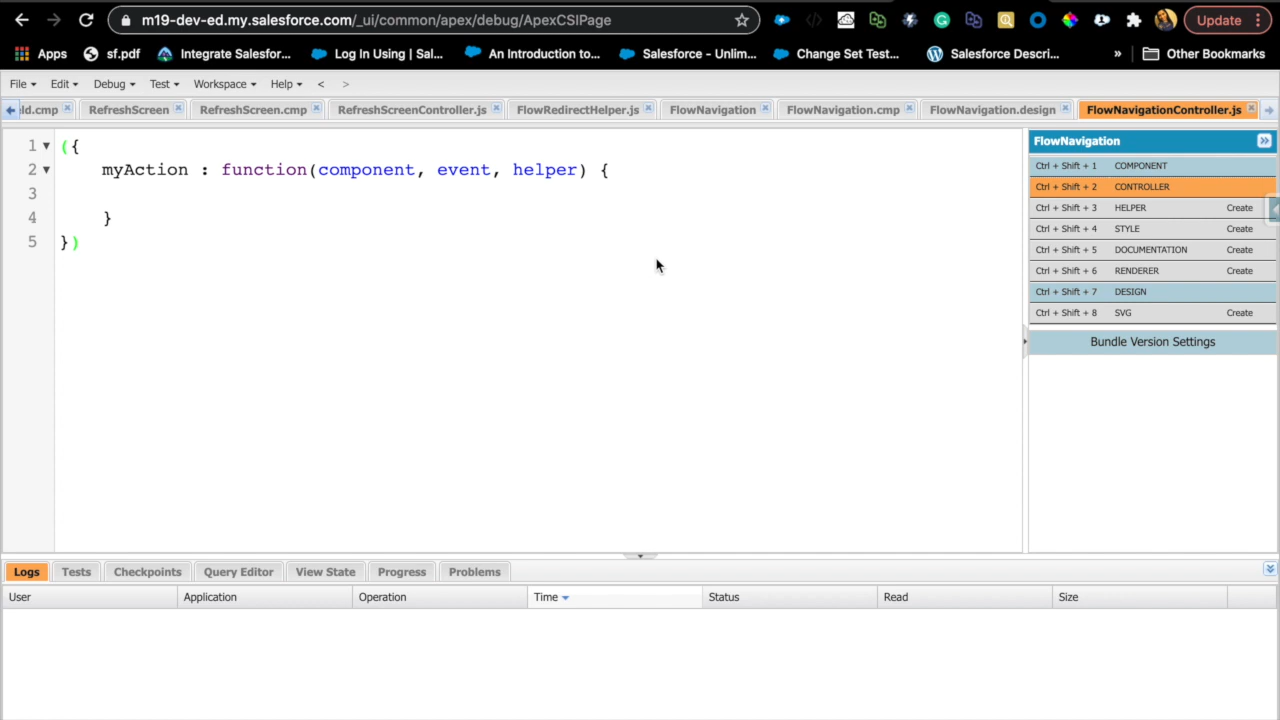 m19-dev-ed.my.salesforce.com/_ui/common/apex/debug/ApexCSIPage Update
Apps sf.pdf Integrate Salesfor... Log In Using | Sal... An Introduction to... Salesforce - Unlim... Change Set Test... Salesforce Descri... » Other Bookmarks
File Edit Debug Test Workspace Help < >
ld.cmp RefreshScreen RefreshScreen.cmp RefreshScreenController.js FlowRedirectHelper.js FlowNavigation FlowNavigation.cmp FlowNavigation.design FlowNavigationController.js
1 ({
2 myAction : function(component, event, helper) {
3
4 }
5 })
FlowNavigation
Ctrl + Shift + 1 COMPONENT
Ctrl + Shift + 2 CONTROLLER
Ctrl + Shift + 3 HELPER Create
Ctrl + Shift + 4 STYLE Create
Ctrl + Shift + 5 DOCUMENTATION Create
Ctrl + Shift + 6 RENDERER Create
Ctrl + Shift + 7 DESIGN
Ctrl + Shift + 8 SVG Create
Bundle Version Settings
Logs Tests Checkpoints Query Editor View State Progress Problems
User Application Operation Time Status Read Size